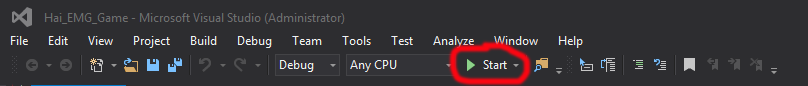 Hai_EMG_Game - Microsoft Visual Studio (Administrator)
File Edit View Project Build Debug Team Tools Test Analyze Window Help
Debug Any CPU Start